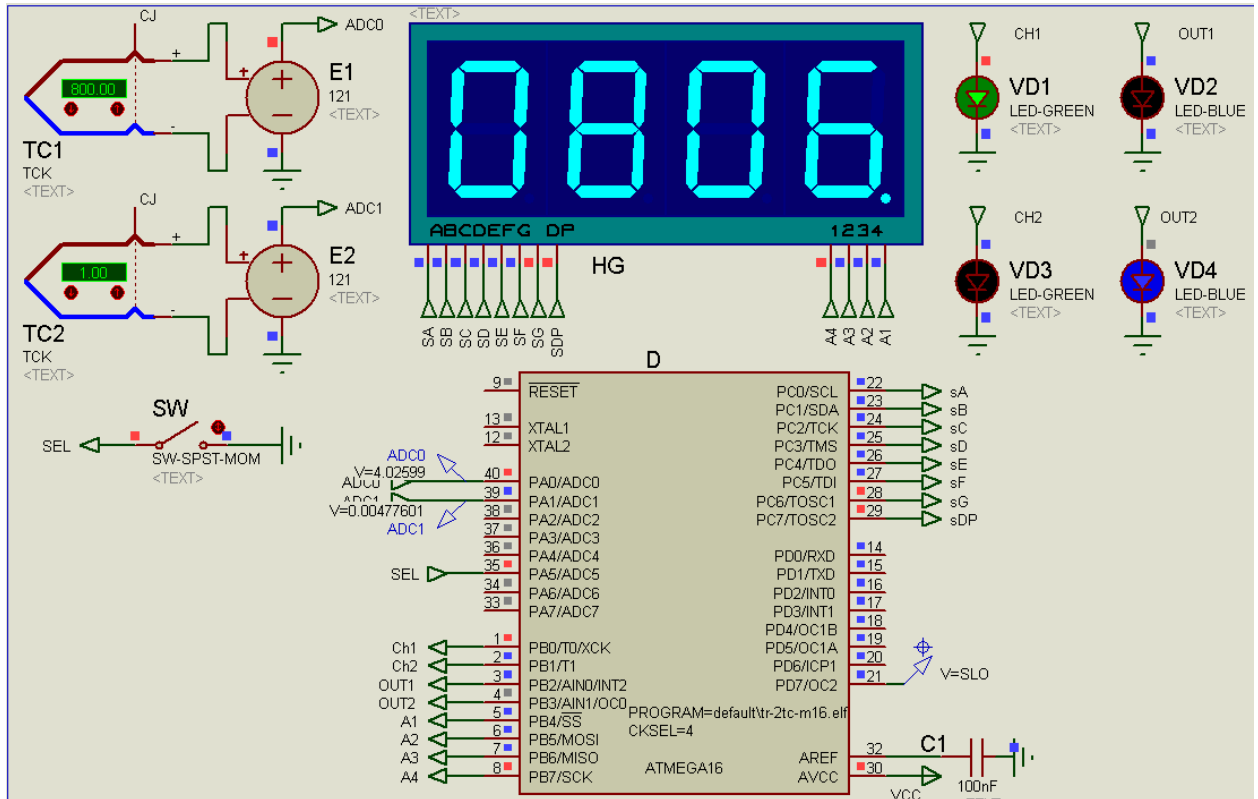 CJ
ADC0
<TEXT>
CH1
OUT1
+
800.00
-
TC1
TCK
<TEXT>
E1
121
<TEXT>
0806.
VD1
LED-GREEN
<TEXT>
VD2
LED-BLUE
<TEXT>
CJ
ADC1
+
1.00
-
TC2
TCK
<TEXT>
E2
121
<TEXT>
ABCDEFG DP
1234
HG
SA
SB
SC
SD
SE
SF
SG
SDP
A4
A3
A2
A1
CH2
OUT2
VD3
LED-GREEN
<TEXT>
VD4
LED-BLUE
<TEXT>
SW
SEL
SW-SPST-MOM
<TEXT>
D
9 RESET
13 XTAL1
12 XTAL2
ADC0
V=4.02599
ADC0
40 PA0/ADC0
ADC1
39 PA1/ADC1
V=0.00477601
ADC1
38 PA2/ADC2
37 PA3/ADC3
36 PA4/ADC4
SEL 35 PA5/ADC5
34 PA6/ADC6
33 PA7/ADC7
Ch1 1 PB0/T0/XCK
Ch2 2 PB1/T1
OUT1 3 PB2/AIN0/INT2
OUT2 4 PB3/AIN1/OC0
A1 5 PB4/SS
A2 6 PB5/MOSI
A3 7 PB6/MISO
A4 8 PB7/SCK
PC0/SCL 22 sA
PC1/SDA 23 sB
PC2/TCK 24 sC
PC3/TMS 25 sD
PC4/TDO 26 sE
PC5/TDI 27 sF
PC6/TOSC1 28 sG
PC7/TOSC2 29 sDP
PD0/RXD 14
PD1/TXD 15
PD2/INT0 16
PD3/INT1 17
PD4/OC1B 18
PD5/OC1A 19
PD6/ICP1 20
PD7/OC2 21
V=SLO
PROGRAM=default\tr-2tc-m16.elf
CKSEL=4
AREF 32
AVCC 30
ATMEGA16
C1
100nF
VCC